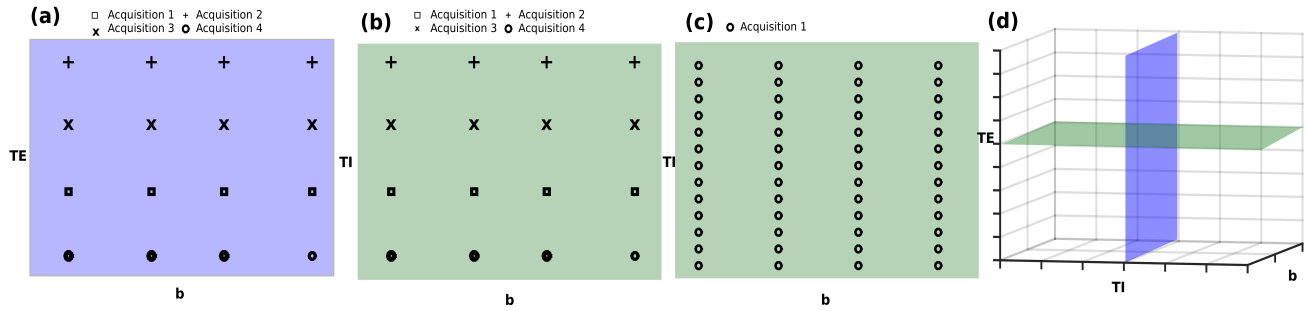 (a)
Acquisition 1 Acquisition 2
Acquisition 3 Acquisition 4
TE
b
(b)
Acquisition 1 Acquisition 2
Acquisition 3 Acquisition 4
TI
b
(c)
Acquisition 1
TI
b
(d)
TE
TI
b